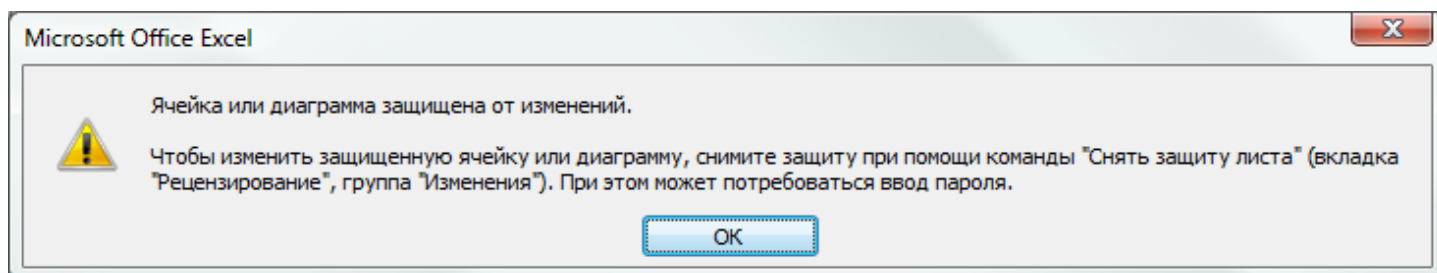 Microsoft Office Excel
Ячейка или диаграмма защищена от изменений.
Чтобы изменить защищенную ячейку или диаграмму, снимите защиту при помощи команды "Снять защиту листа" (вкладка
"Рецензирование", группа "Изменения"). При этом может потребоваться ввод пароля.
ОК